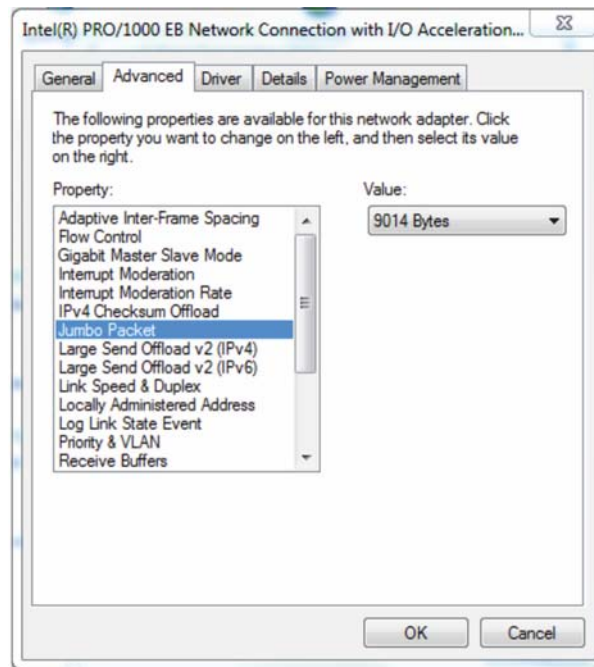 Intel(R) PRO/1000 EB Network Connection with I/O Acceleration...
General Advanced Driver Details Power Management
The following properties are available for this network adapter. Click
the property you want to change on the left, and then select its value
on the right.
Property:
Value:
Adaptive Inter-Frame Spacing
9014 Bytes
Flow Control
Gigabit Master Slave Mode
Interrupt Moderation
Interrupt Moderation Rate
IPv4 Checksum Offload
Jumbo Packet
Large Send Offload v2 (IPv4)
Large Send Offload v2 (IPv6)
Link Speed & Duplex
Locally Administered Address
Log Link State Event
Priority & VLAN
Receive Buffers
OK
Cancel